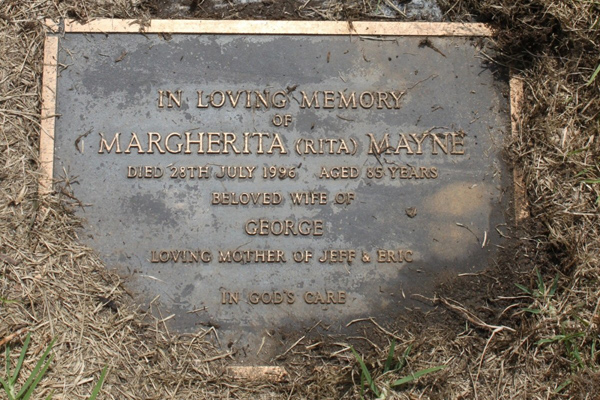 IN LOVING MEMORY
OF
MARGHERITA (RITA) MAYNE
DIED 28TH JULY 1996 AGED 85 YEARS
BELOVED WIFE OF
GEORGE
LOVING MOTHER OF JEFF & ERIC
IN GOD'S CARE